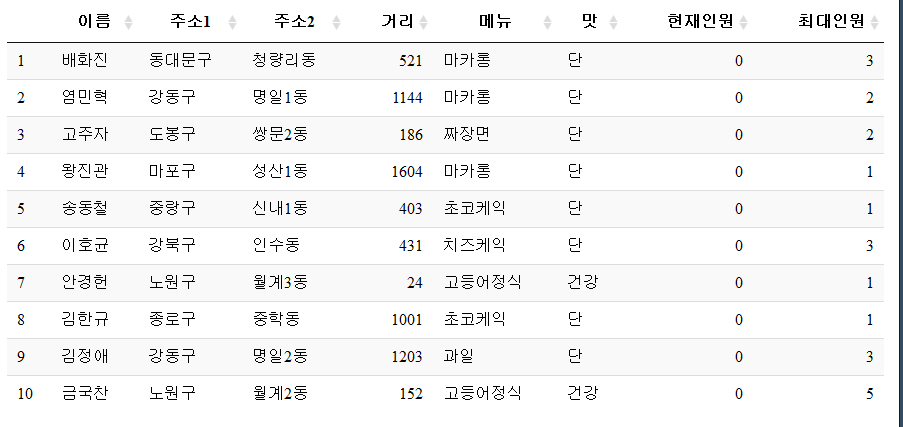 이름 주소1 주소2 거리 메뉴 맛 현재인원 최대인원
1 배화진 동대문구 청량리동 521 마카롱 단 0 3
2 염민혁 강동구 명일1동 1144 마카롱 단 0 2
3 고주자 도봉구 쌍문2동 186 짜장면 단 0 2
4 왕진관 마포구 성산1동 1604 마카롱 단 0 1
5 송동철 중랑구 신내1동 403 초코케익 단 0 1
6 이호균 강북구 인수동 431 치즈케익 단 0 3
7 안경헌 노원구 월계3동 24 고등어정식 건강 0 1
8 김한규 종로구 중학동 1001 초코케익 단 0 1
9 김정애 강동구 명일2동 1203 과일 단 0 3
10 금국찬 노원구 월계2동 152 고등어정식 건강 0 5